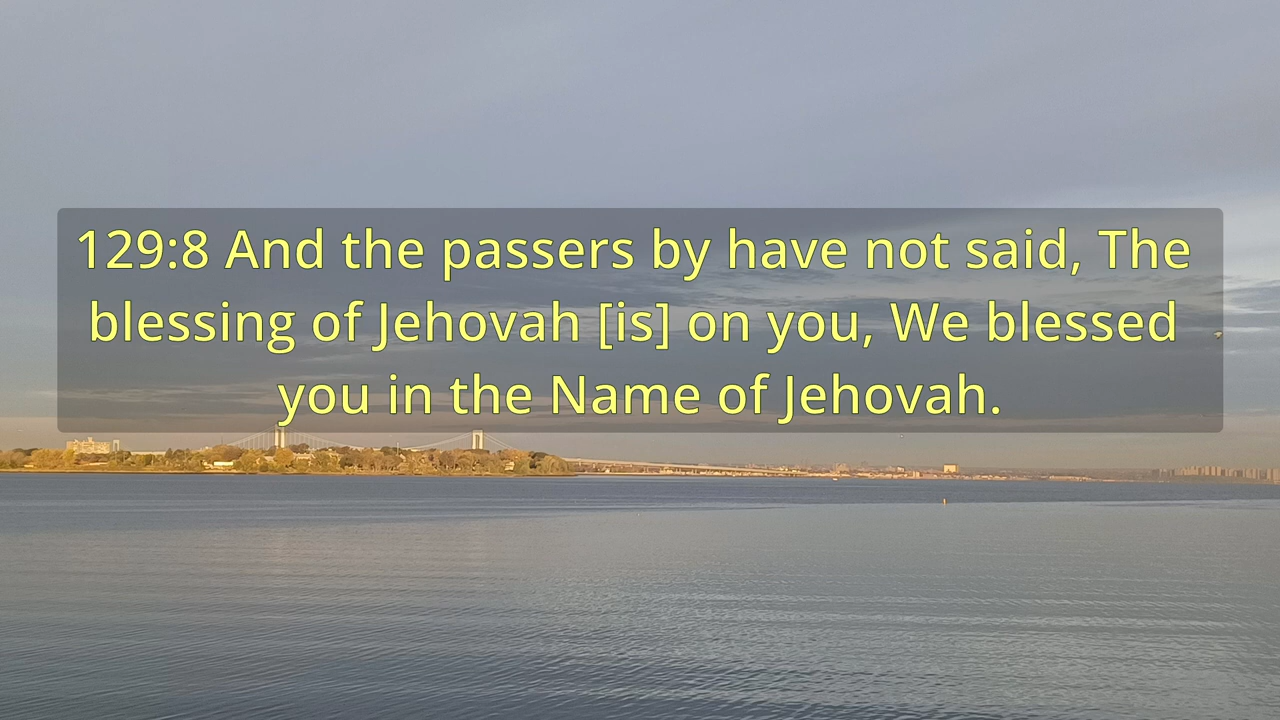 129:8 And the passers by have not said, The
blessing of Jehovah [is] on you, We blessed
you in the Name of Jehovah.